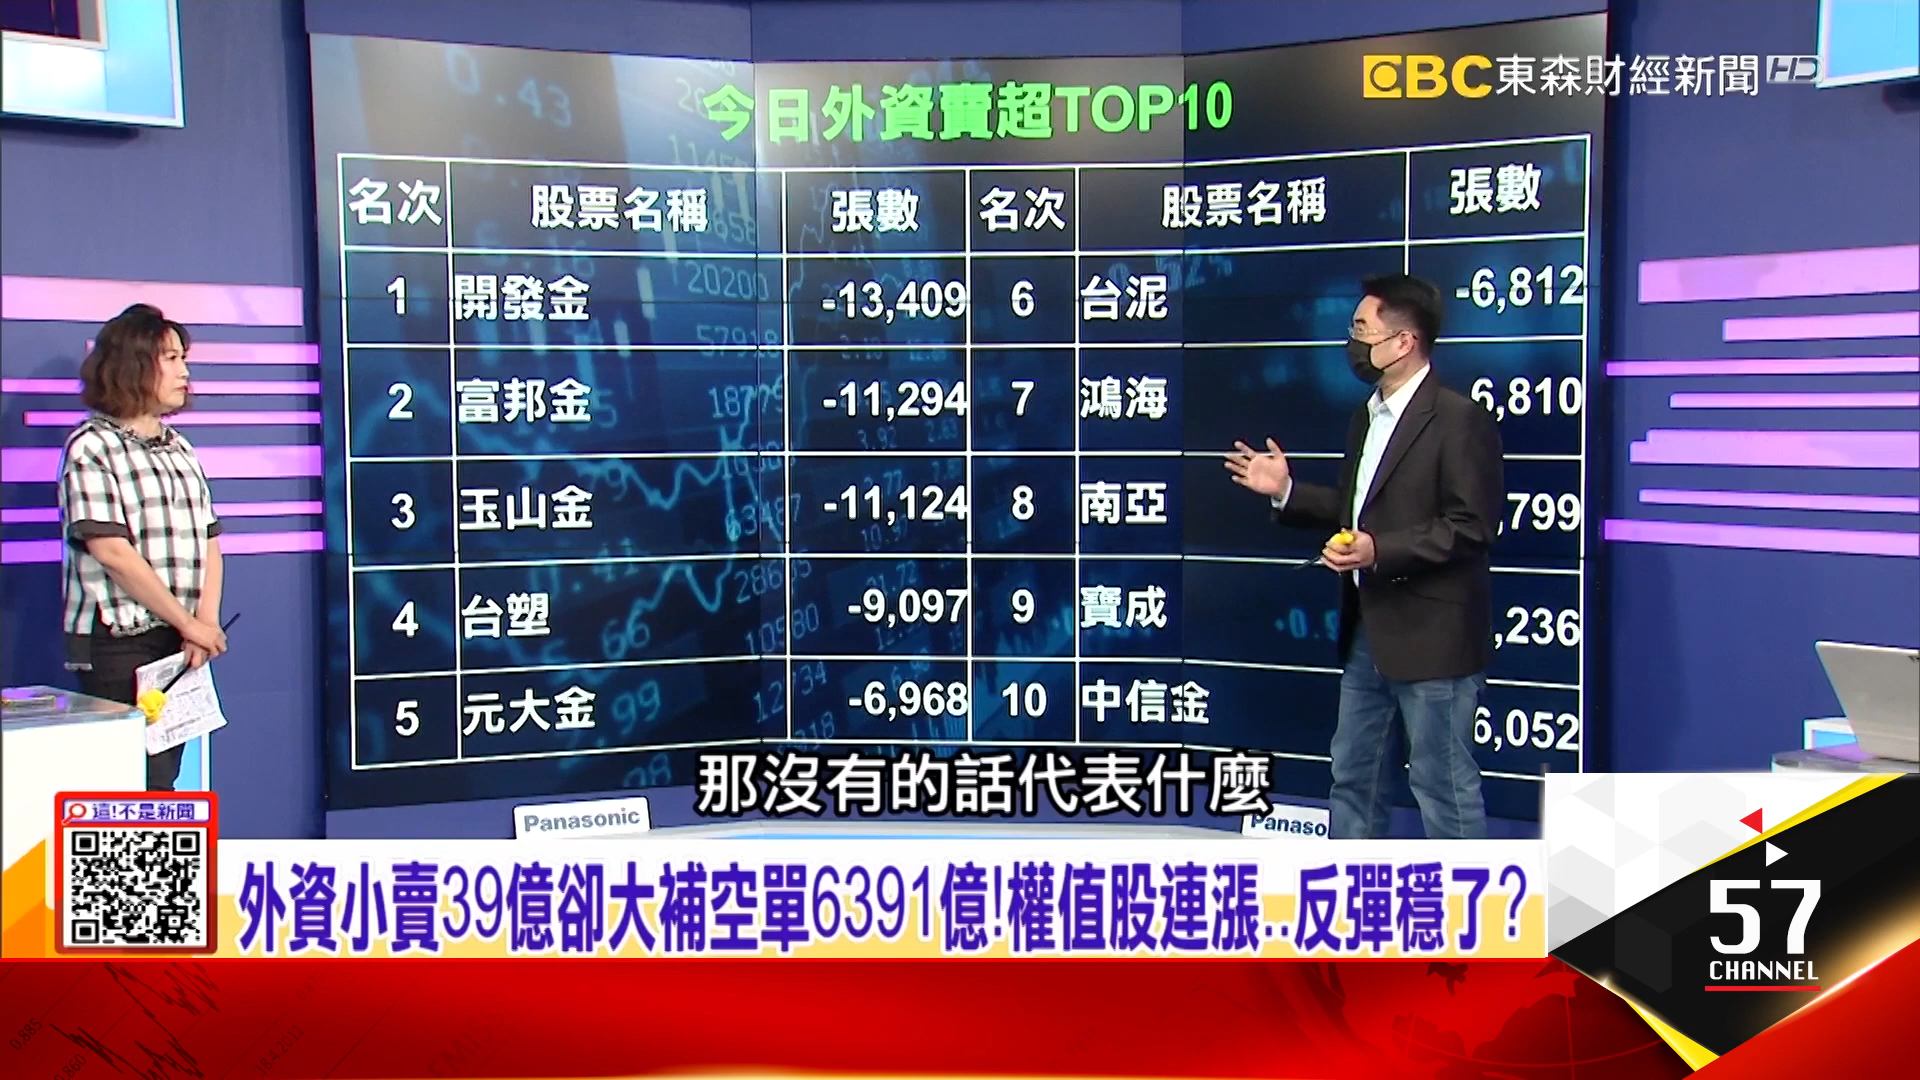 EBC東森財經新聞HD
今日外資賣超TOP10
名次 股票名稱 張數 名次 股票名稱 張數
1 開發金 -13,409 6 台泥 -6,812
2 富邦金 -11,294 7 鴻海 6,810
3 玉山金 -11,124 8 南亞 ,799
4 台塑 -9,097 9 寶成 ,236
5 元大金 -6,968 10 中信金 6,052
那沒有的話代表什麼
Panasonic
Panaso
這!不是新聞
外資小賣39億卻大補空單6391億!權值股連漲..反彈穩了?
57
CHANNEL